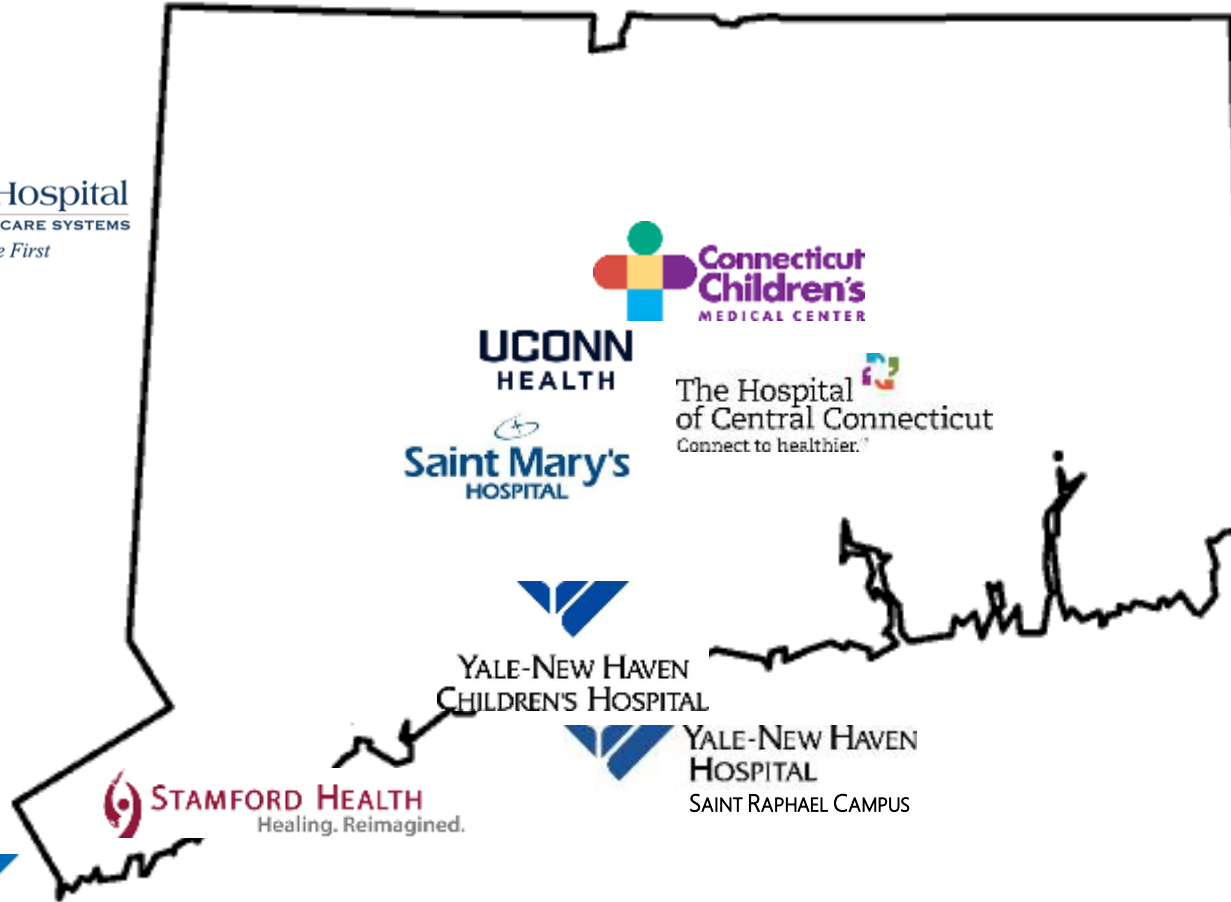 Hospital
CARE SYSTEMS
First
Connecticut
Children's
MEDICAL CENTER
UCONN
HEALTH
The Hospital
of Central Connecticut
Connect to healthier.™
Saint Mary's
HOSPITAL
YALE-NEW HAVEN
CHILDREN'S HOSPITAL
YALE-NEW HAVEN
HOSPITAL
SAINT RAPHAEL CAMPUS
STAMFORD HEALTH
Healing. Reimagined.